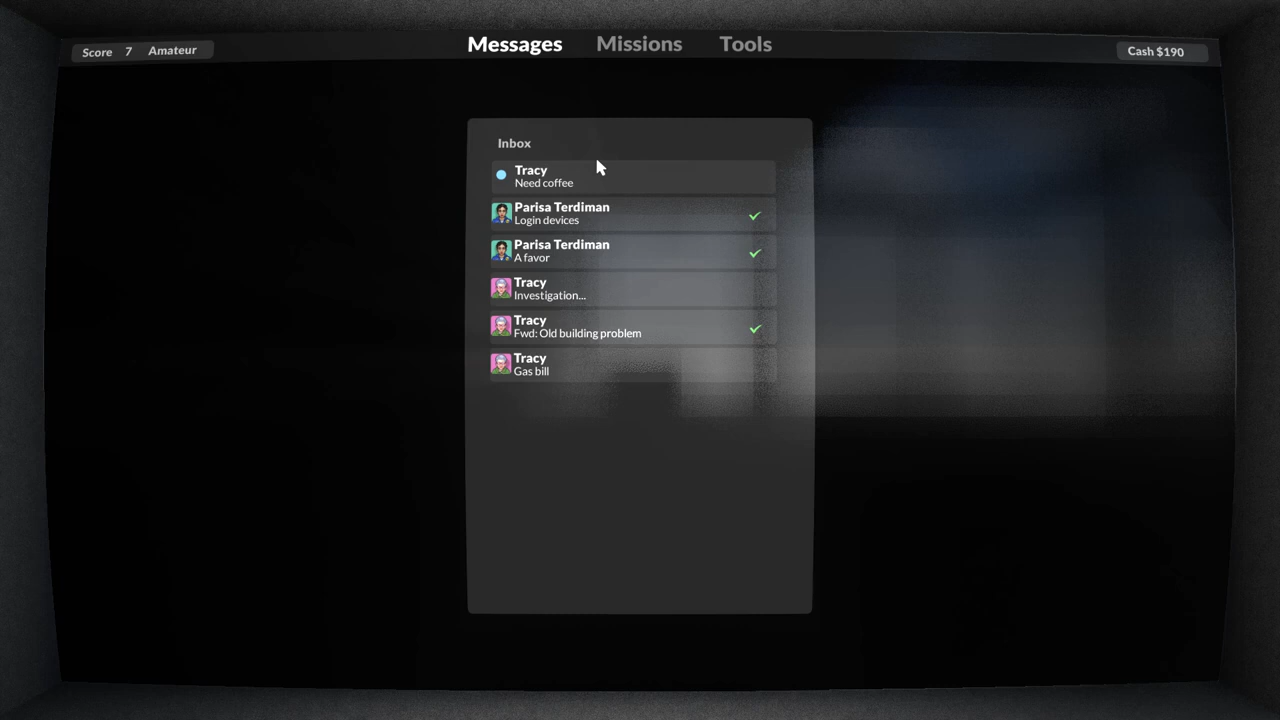 Score 7 Amateur
Messages Missions Tools
Cash $190
Inbox
Tracy
Need coffee
Parisa Terdiman
Login devices
Parisa Terdiman
A favor
Tracy
Investigation...
Tracy
Fwd: Old building problem
Tracy
Gas bill